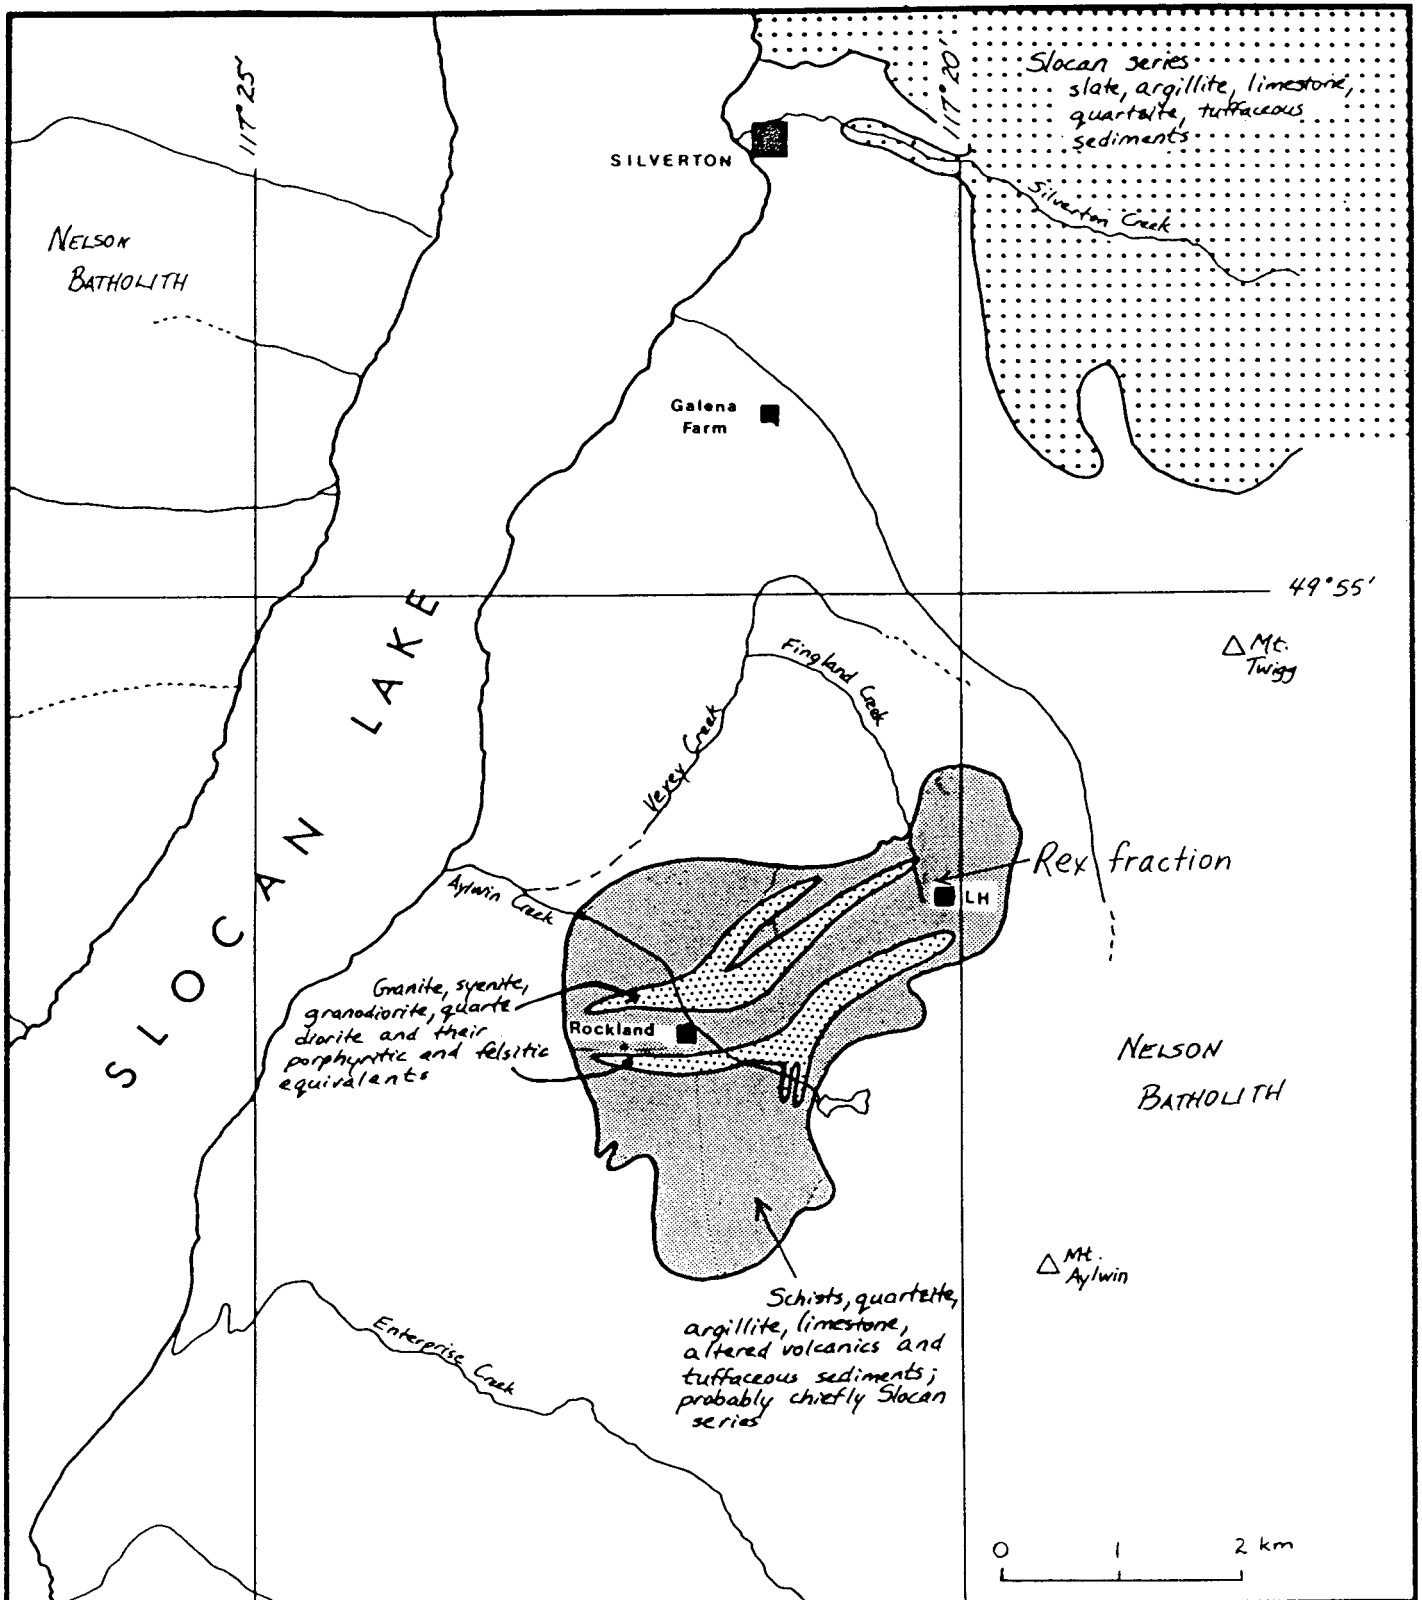 117° 25'
117° 20'
Slocan series
slate, argillite, limestone,
quartzite, tuffaceous
sediments
SILVERTON
Silverton Creek
NELSON
BATHOLITH
Galena
Farm
49°55'
Mt.
Twigg
SLOCAN LAKE
Fingland Creek
Vevey Creek
Rex fraction
LH
Aylwin Creek
Granite, syenite,
granodiorite, quartz
diorite and their
porphyritic and felsitic
equivalents
Rockland
NELSON
BATHOLITH
Mt.
Aylwin
Schists, quartzite,
argillite, limestone,
altered volcanics and
tuffaceous sediments;
probably chiefly Slocan
series
Enterprise Creek
0 1 2 km